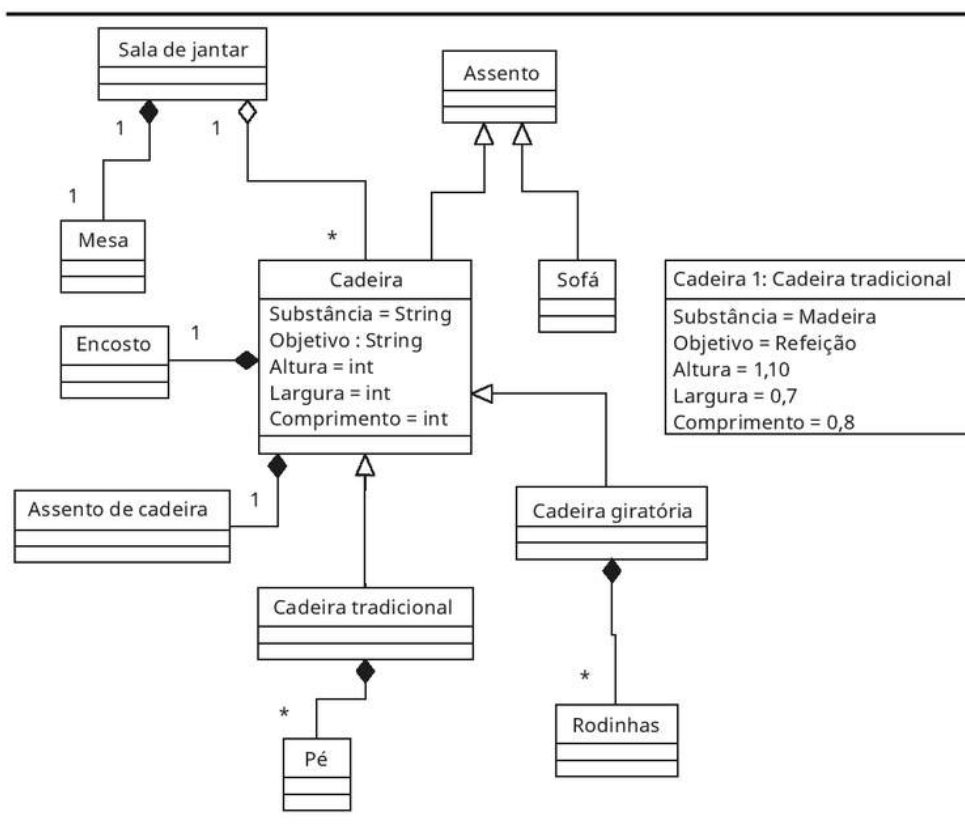 Sala de jantar
Assento
1
1
1
*
Mesa
Cadeira
Substância = String
Objetivo : String
Altura = int
Largura = int
Comprimento = int
Sofá
Cadeira 1: Cadeira tradicional
Substância = Madeira
Objetivo = Refeição
Altura = 1,10
Largura = 0,7
Comprimento = 0,8
Encosto
1
Assento de cadeira
1
Cadeira giratória
Cadeira tradicional
*
Pé
*
Rodinhas